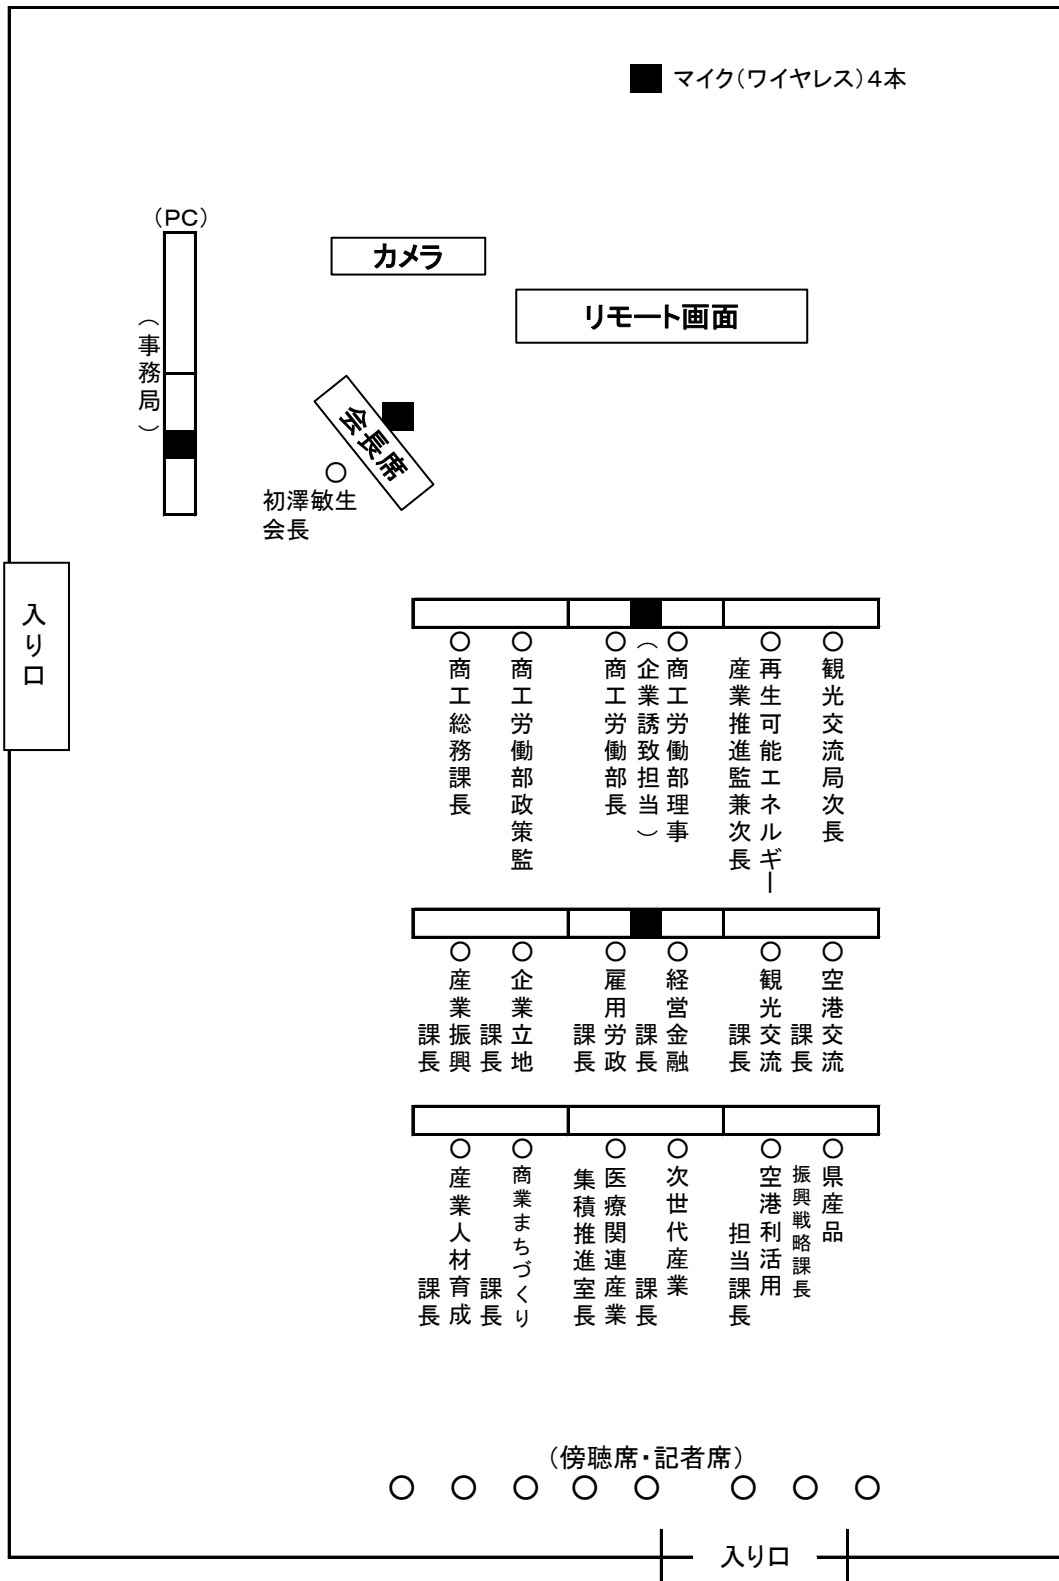 マイク(ワイヤレス)4本
(PC)
カメラ
リモート画面
(事務局)
会長席
初澤敏生
会長
入り口
商工総務課長
商工労働部政策監
商工労働部長
商工労働部理事
(企業誘致担当)
再生可能エネルギー
産業推進監兼次長
観光交流局次長
産業振興
課長
企業立地
課長
雇用労政
課長
経営金融
課長
観光交流
課長
空港交流
課長
産業人材育成
課長
商業まちづくり
課長
医療関連産業
集積推進室長
次世代産業
課長
空港利活用
担当課長
県産品
振興戦略課長
(傍聴席・記者席)
入り口